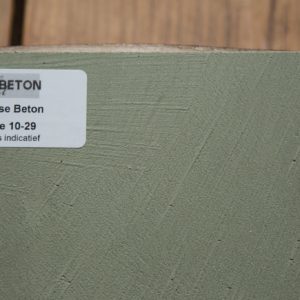 BETON
se Beton
e 10-29
s indicatief